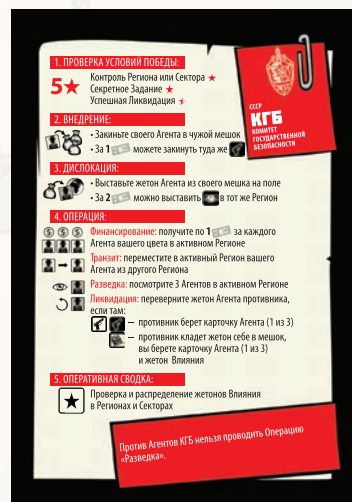 1. ПРОВЕРКА УСЛОВИЙ ПОБЕДЫ:
5★
Контроль Региона или Сектора ★
Секретное Задание ★
Успешная Ликвидация ★
СССР
КГБ
КОМИТЕТ
ГОСУДАРСТВЕННОЙ
БЕЗОПАСНОСТИ
2. ВНЕДРЕНИЕ:
• Закиньте своего Агента в чужой мешок
• За 1 можете закинуть туда же
3. ДИСЛОКАЦИЯ:
• Выставьте жетон Агента из своего мешка на поле
• За 2 можно выставить в тот же Регион
4. ОПЕРАЦИЯ:
Финансирование: получите по 1 за каждого
Агента вашего цвета в активном Регионе
Транзит: переместите в активный Регион вашего
Агента из другого Региона
Разведка: посмотрите 3 Агентов в активном Регионе
Ликвидация: переверните жетон Агента противника,
если там:
— противник берет карточку Агента (1 из 3)
— противник кладет жетон себе в мешок,
вы берете карточку Агента (1 из 3)
и жетон Влияния
5. ОПЕРАТИВНАЯ СВОДКА:
Проверка и распределение жетонов Влияния
в Регионах и Секторах
Против Агентов КГБ нельзя проводить Операцию
«Разведка».